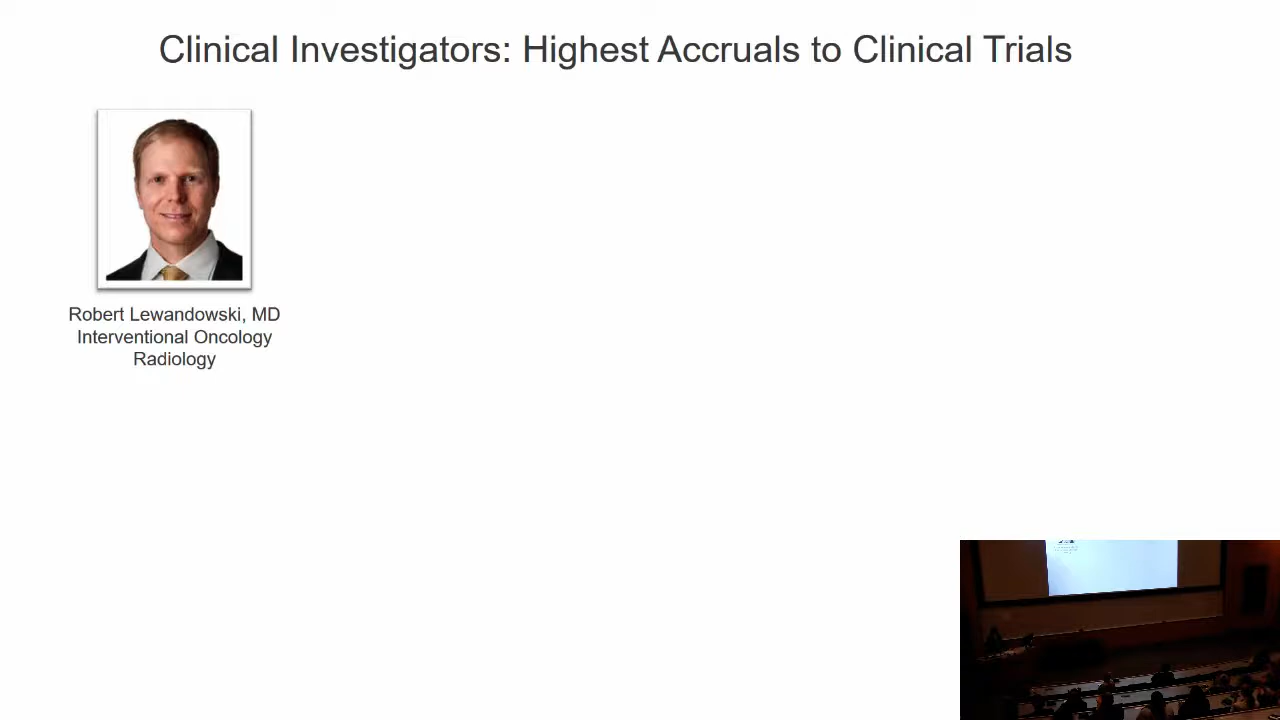 Clinical Investigators: Highest Accruals to Clinical Trials
Robert Lewandowski, MD
Interventional Oncology
Radiology